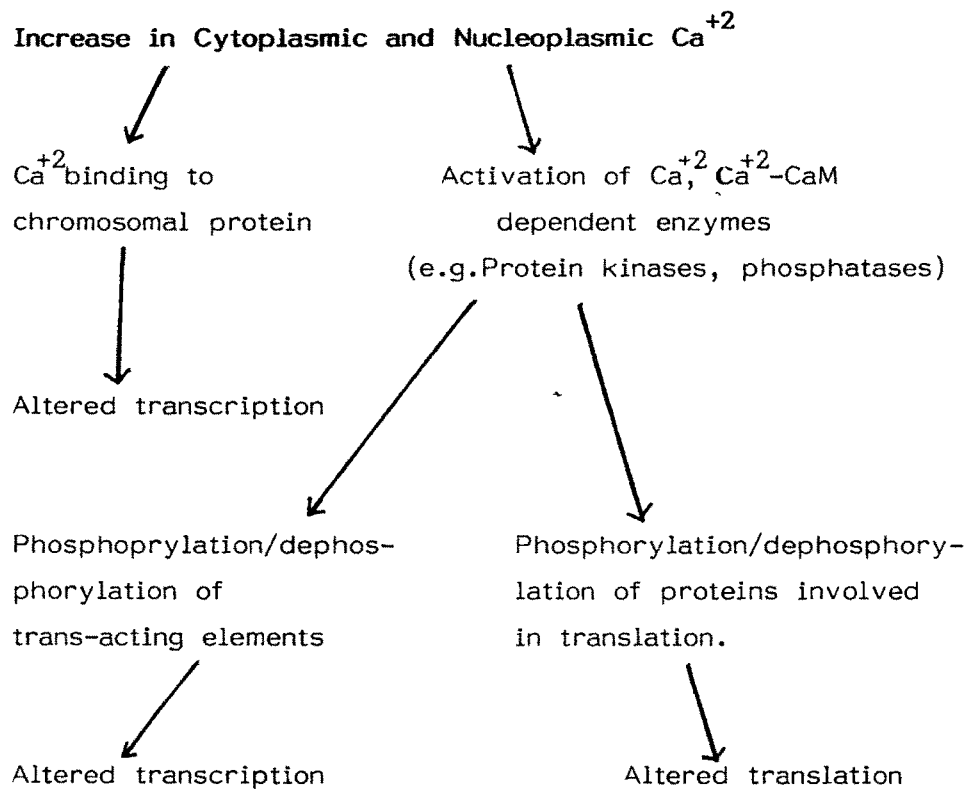 Increase in Cytoplasmic and Nucleoplasmic Ca+2
Ca+2 binding to
chromosomal protein
Activation of Ca+2, Ca+2-CaM
dependent enzymes
(e.g.Protein kinases, phosphatases)
Altered transcription
Phosphoprylation/dephos-
phorylation of
trans-acting elements
Phosphorylation/dephosphory-
lation of proteins involved
in translation.
Altered transcription
Altered translation